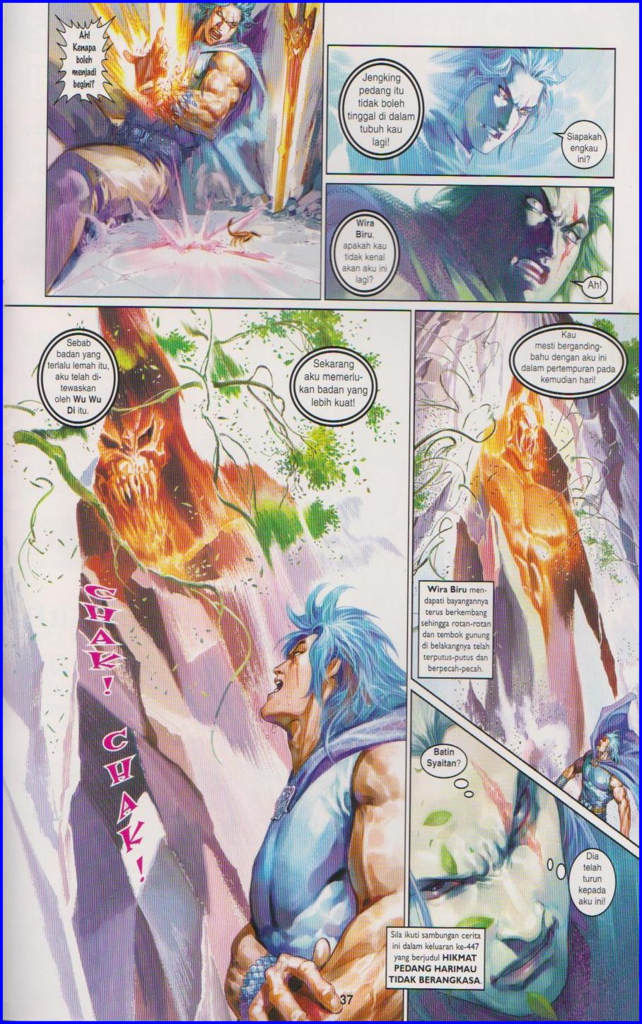 Ah!
Kenapa
boleh
menjadi
begini?
Jengking
pedang itu
tidak boleh
tinggal di dalam
tubuh kau
lagi!
Siapakah
engkau
ini?
Wira
Biru,
apakah kau
tidak kenal
akan aku ini
lagi?
Ah!
Sebab
badan yang
terlalu lemah itu,
aku telah di-
tewaskan
oleh Wu Wu
Di itu.
Sekarang
aku memerlu-
kan badan yang
lebih kuat!
CHAK!
CHAK!
Kau
mesti berganding-
bahu dengan aku ini
dalam pertempuran pada
kemudian hari!
Wira Biru men-
dapati bayangannya
terus berkembang
sehingga rotan-rotan
dan tembok gunung
di belakangnya telah
terputus-putus dan
berpecah-pecah.
Batin
Syaitan?
Dia
telah
turun
kepada
aku ini!
Sila ikuti sambungan cerita
ini dalam keluaran ke-447
yang berjudul HIKMAT
PEDANG HARIMAU
TIDAK BERANGKASA.
37